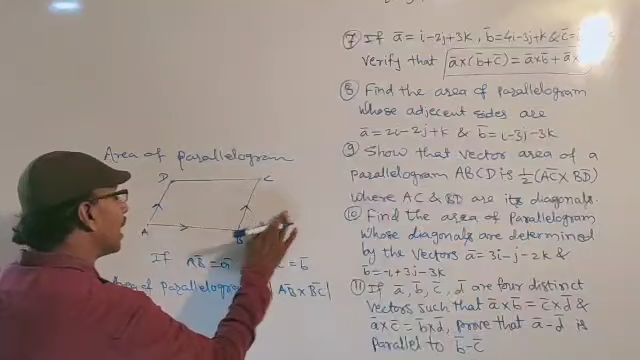 Area of parallelogram
D C
A B
If AB̅ = a̅ = b̅
Area of parallelogram |AB̅ × BC̅|
⑦ If a̅ = i-2j+3k, b̅ = 4i-3j+k & c̅ =
verify that a̅×(b̅+c̅) = a̅×b̅ + a̅×
⑧ Find the area of parallelogram
whose adjecent sides are
a̅ = 2i-2j+k & b̅ = i-3j-3k
⑨ Show that vector area of a
parallelogram ABCD is 1/2 (AC̅ × BD̅)
where AC & BD are its diagonals.
⑩ Find the area of Parallelogram
whose diagonals are determined
by the vectors a̅ = 3i-j-2k &
b̅ = -i+3j-3k
⑪ If a̅, b̅, c̅, d̅ are four distinct
vectors such that a̅×b̅ = c̅×d̅ &
a̅×c̅ = b̅×d̅, prove that a̅-d̅ is
parallel to b̅-c̅